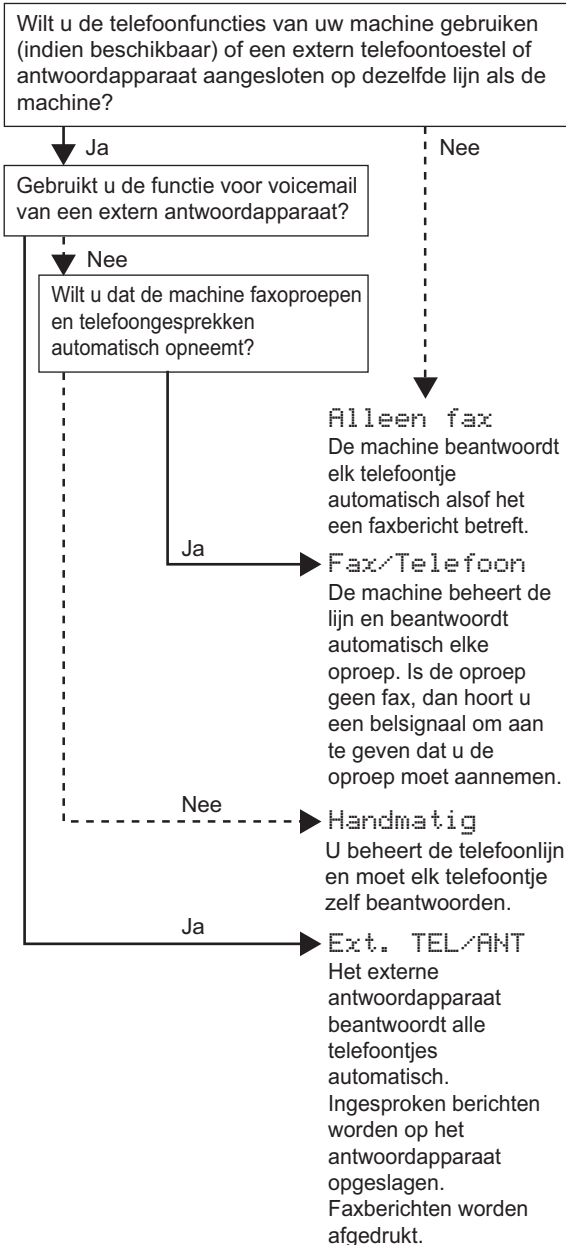 Wilt u de telefoonfuncties van uw machine gebruiken
(indien beschikbaar) of een extern telefoontoestel of
antwoordapparaat aangesloten op dezelfde lijn als de
machine?
Ja
Nee
Gebruikt u de functie voor voicemail
van een extern antwoordapparaat?
Nee
Wilt u dat de machine faxoproepen
en telefoongesprekken
automatisch opneemt?
Alleen fax
De machine beantwoordt
elk telefoontje
automatisch alsof het
een faxbericht betreft.
Ja
Fax/Telefoon
De machine beheert de
lijn en beantwoordt
automatisch elke
oproep. Is de oproep
geen fax, dan hoort u
een belsignaal om aan
te geven dat u de
oproep moet aannemen.
Nee
Handmatig
U beheert de telefoonlijn
en moet elk telefoontje
zelf beantwoorden.
Ja
Ext. TEL/ANT
Het externe
antwoordapparaat
beantwoordt alle
telefoontjes
automatisch.
Ingesproken berichten
worden op het
antwoordapparaat
opgeslagen.
Faxberichten worden
afgedrukt.